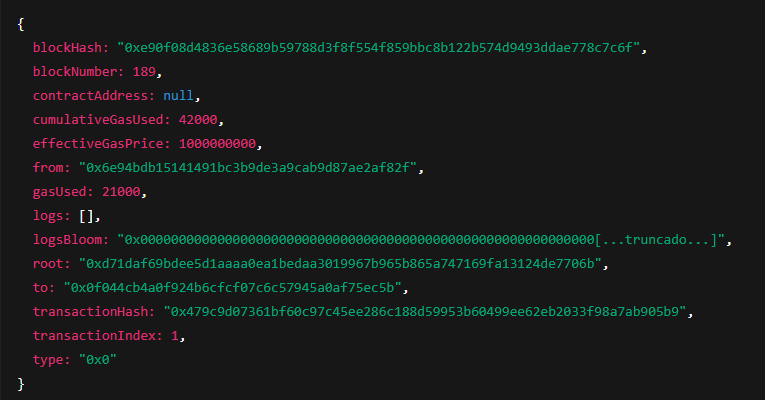 {
blockHash: "0xe90f08d4836e58689b59788d3f8f554f859bbc8b122b574d9493ddae778c7c6f",
blockNumber: 189,
contractAddress: null,
cumulativeGasUsed: 42000,
effectiveGasPrice: 1000000000,
from: "0x6e94bdb15141491bc3b9de3a9cab9d87ae2af82f",
gasUsed: 21000,
logs: [],
logsBloom: "0x0000000000000000000000000000000000000000000000000000000000[...truncado...]",
root: "0xd71daf69bdee5d1aaaa0ea1bedaa3019967b965b865a747169fa13124de7706b",
to: "0x0f044cb4a0f924b6cfcf07c6c57945a0af75ec5b",
transactionHash: "0x479c9d07361bf60c97c45ee286c188d59953b60499ee62eb2033f98a7ab905b9",
transactionIndex: 1,
type: "0x0"
}